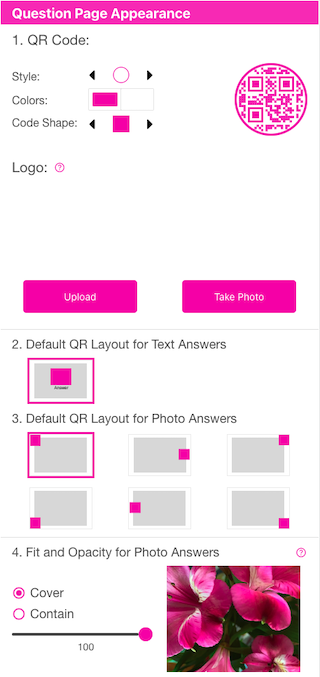 Question Page Appearance
1. QR Code:
Style:
Colors:
Code Shape:
Logo: ?
Upload
Take Photo
2. Default QR Layout for Text Answers
Answer
3. Default QR Layout for Photo Answers
4. Fit and Opacity for Photo Answers ?
Cover
Contain
100